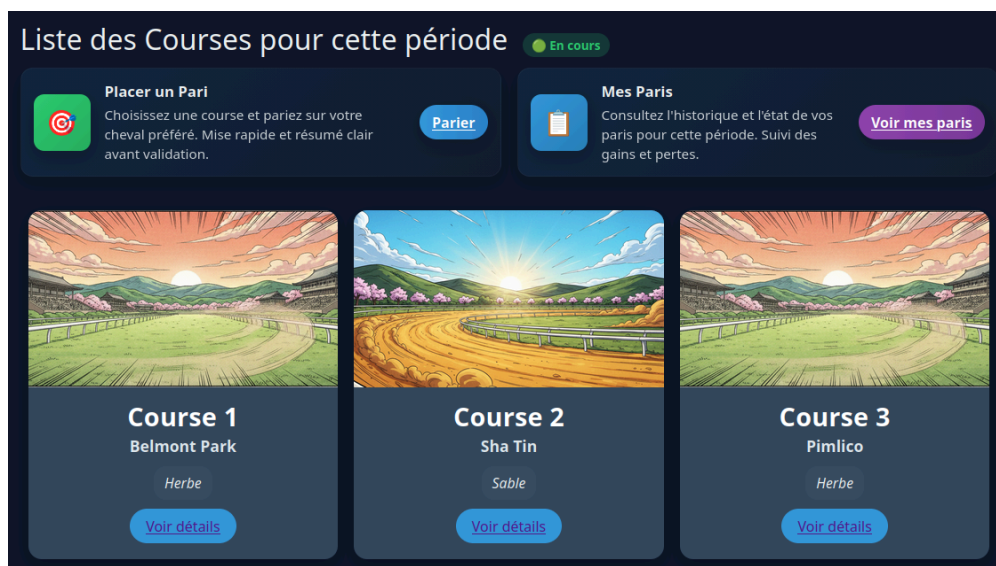 Liste des Courses pour cette période
En cours
Placer un Pari
Choisissez une course et pariez sur votre
cheval préféré. Mise rapide et résumé clair
avant validation.
Parier
Mes Paris
Consultez l'historique et l'état de vos
paris pour cette période. Suivi des
gains et pertes.
Voir mes paris
Course 1
Belmont Park
Herbe
Voir détails
Course 2
Sha Tin
Sable
Voir détails
Course 3
Pimlico
Herbe
Voir détails